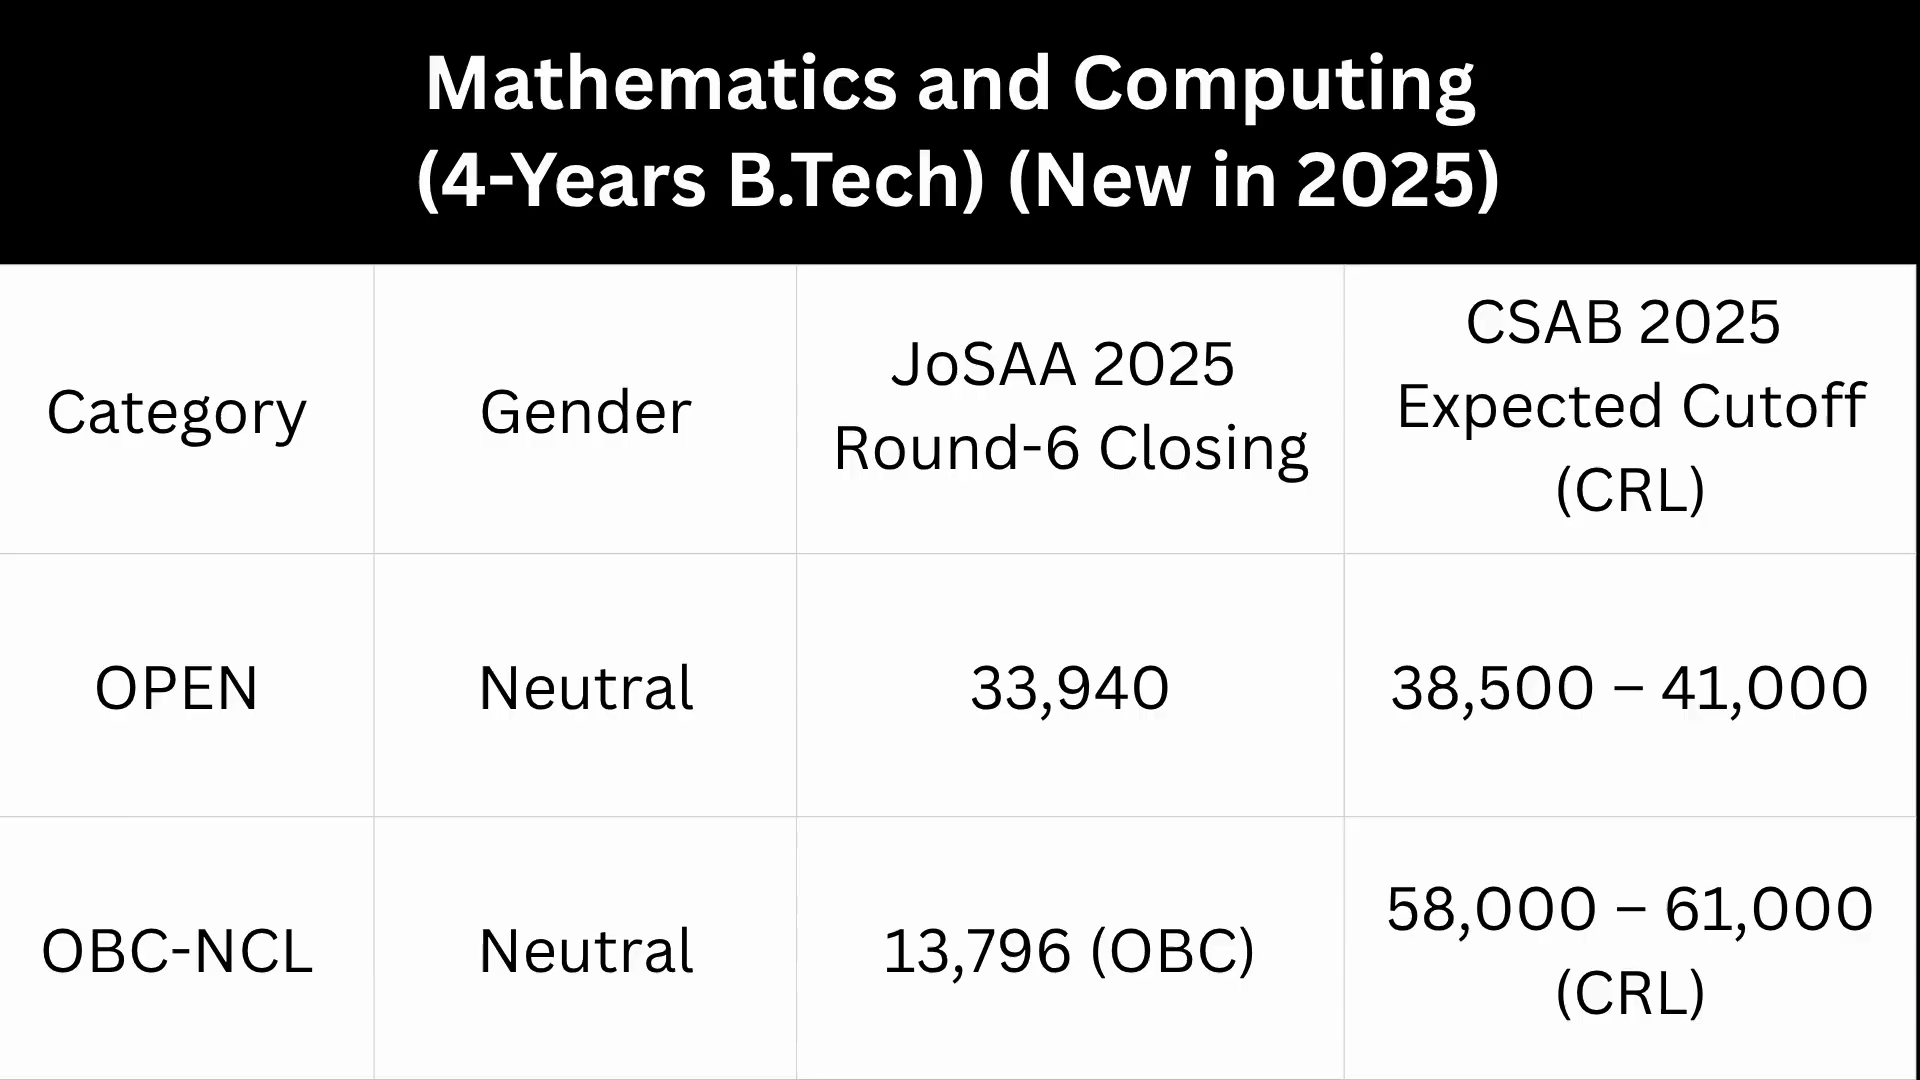 Mathematics and Computing
(4-Years B.Tech) (New in 2025)
Category
Gender
JoSAA 2025
Round-6 Closing
CSAB 2025
Expected Cutoff
(CRL)
OPEN
Neutral
33,940
38,500 – 41,000
OBC-NCL
Neutral
13,796 (OBC)
58,000 – 61,000
(CRL)